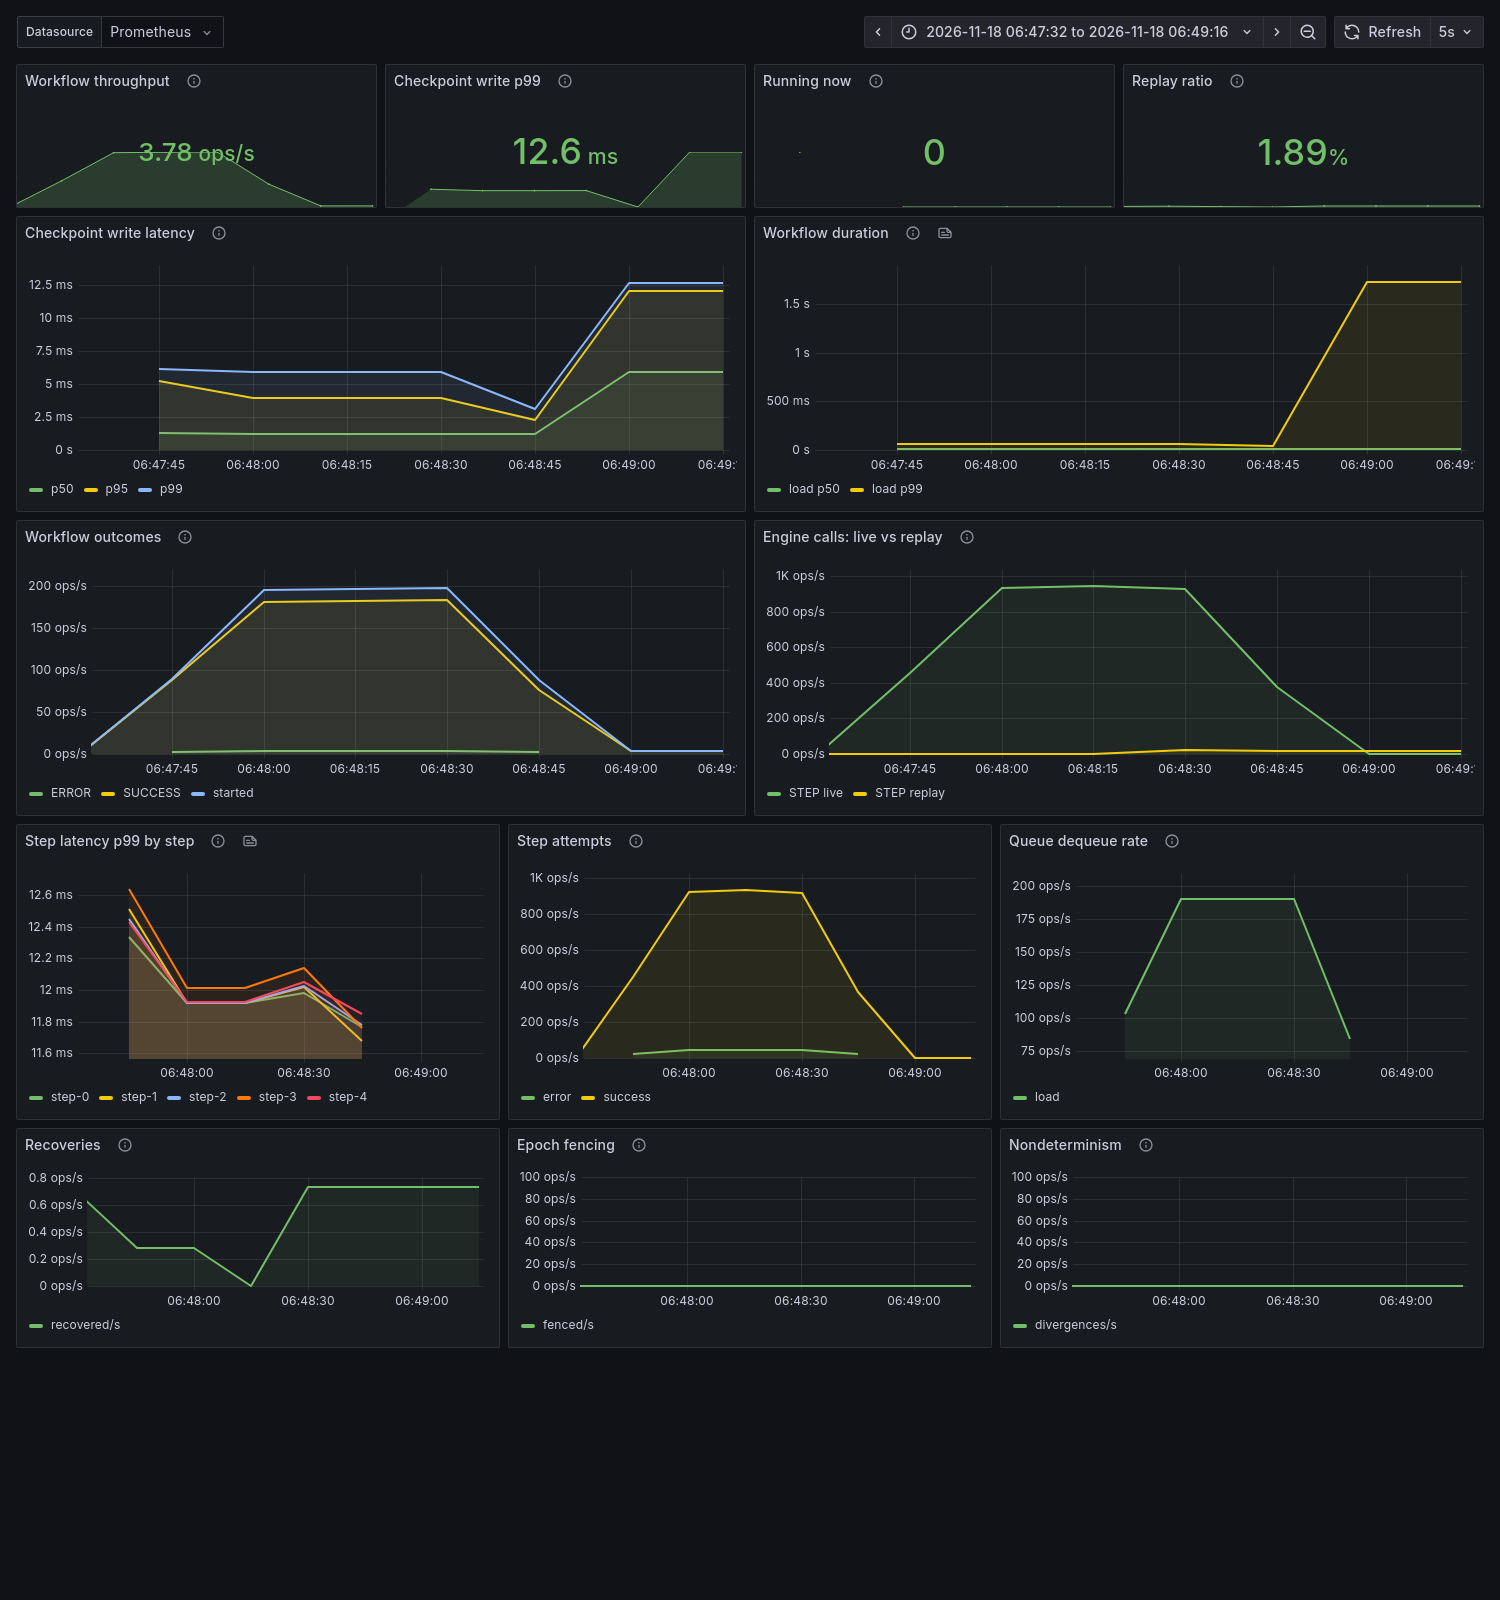 Datasource Prometheus 2026-11-18 06:47:32 to 2026-11-18 06:49:16 Refresh 5s
Workflow throughput
3.78 ops/s
Checkpoint write p99
12.6 ms
Running now
0
Replay ratio
1.89%
Checkpoint write latency
12.5 ms
10 ms
7.5 ms
5 ms
2.5 ms
0 s
06:47:45 06:48:00 06:48:15 06:48:30 06:48:45 06:49:00 06:49:
p50 p95 p99
Workflow duration
1.5 s
1 s
500 ms
0 s
06:47:45 06:48:00 06:48:15 06:48:30 06:48:45 06:49:00 06:49:
load p50 load p99
Workflow outcomes
200 ops/s
150 ops/s
100 ops/s
50 ops/s
0 ops/s
06:47:45 06:48:00 06:48:15 06:48:30 06:48:45 06:49:00 06:49:
ERROR SUCCESS started
Engine calls: live vs replay
1K ops/s
800 ops/s
600 ops/s
400 ops/s
200 ops/s
0 ops/s
06:47:45 06:48:00 06:48:15 06:48:30 06:48:45 06:49:00 06:49:
STEP live STEP replay
Step latency p99 by step
12.6 ms
12.4 ms
12.2 ms
12 ms
11.8 ms
11.6 ms
06:48:00 06:48:30 06:49:00
step-0 step-1 step-2 step-3 step-4
Step attempts
1K ops/s
800 ops/s
600 ops/s
400 ops/s
200 ops/s
0 ops/s
06:48:00 06:48:30 06:49:00
error success
Queue dequeue rate
200 ops/s
175 ops/s
150 ops/s
125 ops/s
100 ops/s
75 ops/s
06:48:00 06:48:30 06:49:00
load
Recoveries
0.8 ops/s
0.6 ops/s
0.4 ops/s
0.2 ops/s
0 ops/s
06:48:00 06:48:30 06:49:00
recovered/s
Epoch fencing
100 ops/s
80 ops/s
60 ops/s
40 ops/s
20 ops/s
0 ops/s
06:48:00 06:48:30 06:49:00
fenced/s
Nondeterminism
100 ops/s
80 ops/s
60 ops/s
40 ops/s
20 ops/s
0 ops/s
06:48:00 06:48:30 06:49:00
divergences/s